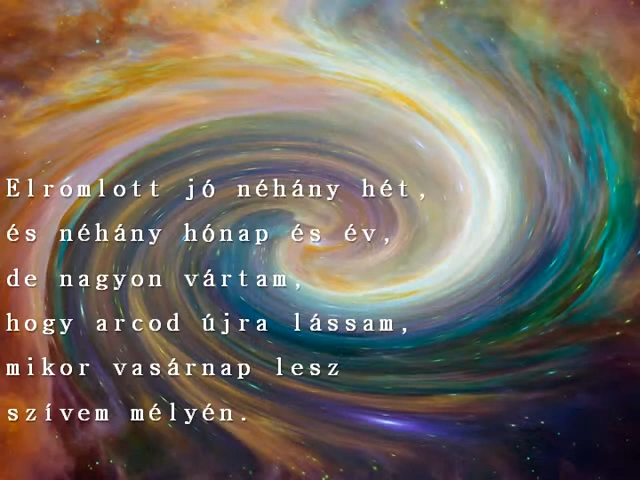 Elromlott jó néhány hét,
és néhány hónap és év,
de nagyon vártam,
hogy arcod újra lássam,
mikor vasárnap lesz
szívem mélyén.